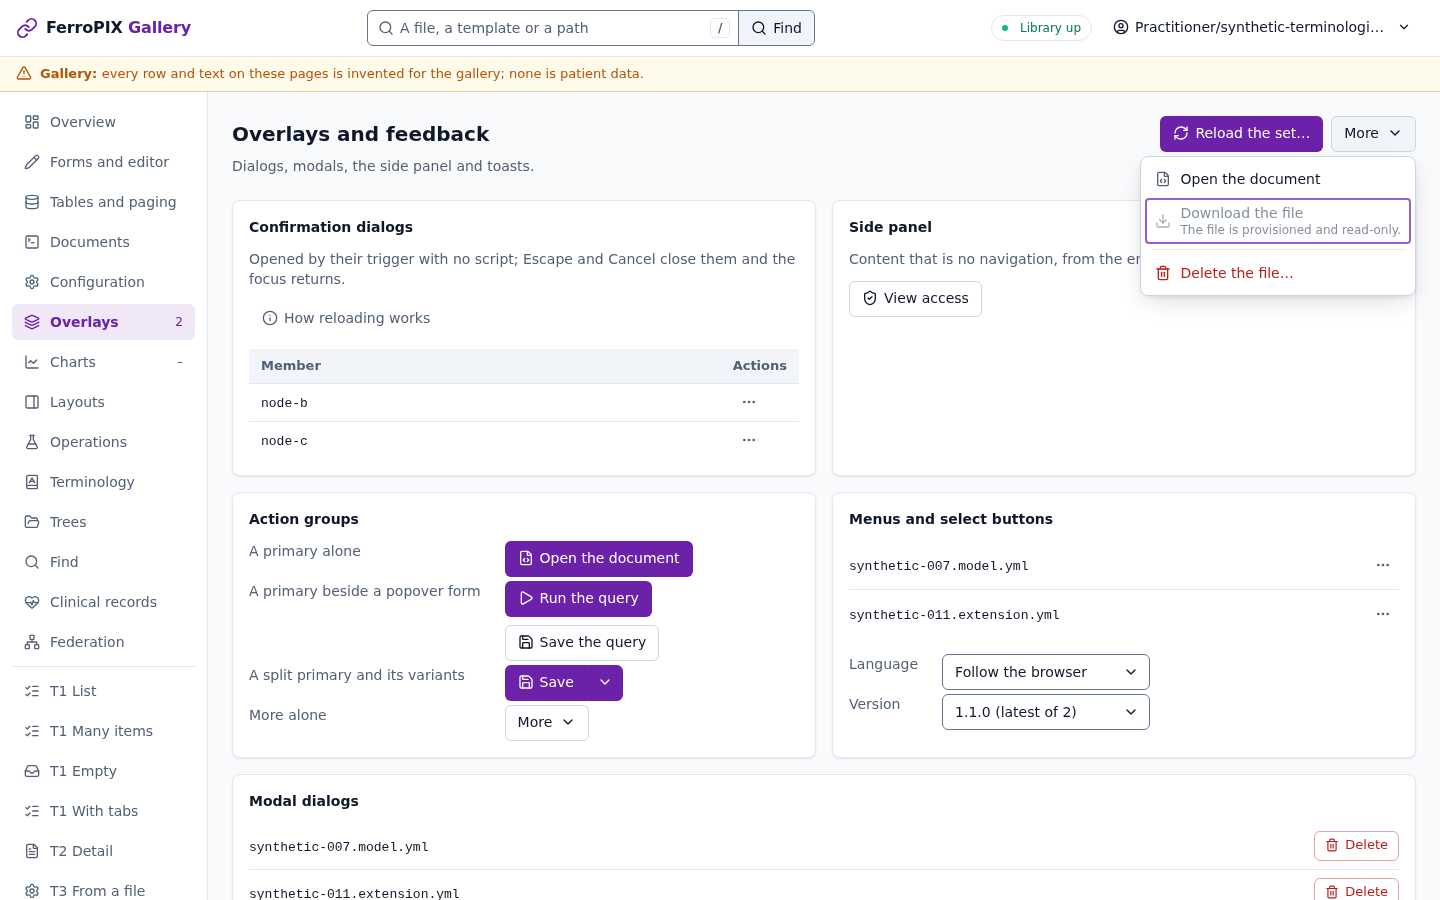 FerroPIX Gallery
A file, a template or a path
/
Find
Library up
Practitioner/synthetic-terminologi…
Gallery: every row and text on these pages is invented for the gallery; none is patient data.
Overview
Forms and editor
Tables and paging
Documents
Configuration
Overlays 2
Charts –
Layouts
Operations
Terminology
Trees
Find
Clinical records
Federation
T1 List
T1 Many items
T1 Empty
T1 With tabs
T2 Detail
T3 From a file
Overlays and feedback
Dialogs, modals, the side panel and toasts.
Reload the set…
More
Open the document
Download the file
The file is provisioned and read-only.
Delete the file…
Confirmation dialogs
Opened by their trigger with no script; Escape and Cancel close them and the
focus returns.
How reloading works
Member Actions
node-b
node-c
Side panel
Content that is no navigation, from the er
View access
Action groups
A primary alone
Open the document
A primary beside a popover form
Run the query
Save the query
A split primary and its variants
Save
More alone
More
Menus and select buttons
synthetic-007.model.yml
synthetic-011.extension.yml
Language
Follow the browser
Version
1.1.0 (latest of 2)
Modal dialogs
synthetic-007.model.yml
Delete
synthetic-011.extension.yml
Delete